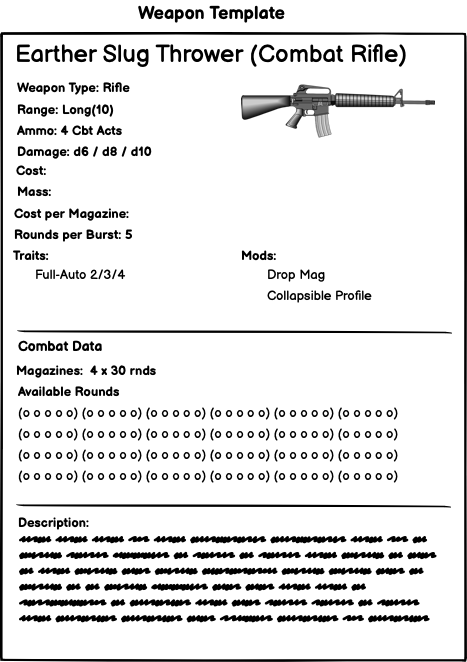 Weapon Template
Earther Slug Thrower (Combat Rifle)
Weapon Type: Rifle
Range: Long(10)
Ammo: 4 Cbt Acts
Damage: d6 / d8 / d10
Cost:
Mass:
Cost per Magazine:
Rounds per Burst: 5
Traits:
Full-Auto 2/3/4
Mods:
Drop Mag
Collapsible Profile
Combat Data
Magazines: 4 x 30 rnds
Available Rounds
(o o o o o) (o o o o o) (o o o o o) (o o o o o) (o o o o o) (o o o o o)
(o o o o o) (o o o o o) (o o o o o) (o o o o o) (o o o o o) (o o o o o)
(o o o o o) (o o o o o) (o o o o o) (o o o o o) (o o o o o) (o o o o o)
(o o o o o) (o o o o o) (o o o o o) (o o o o o) (o o o o o) (o o o o o)
Description: